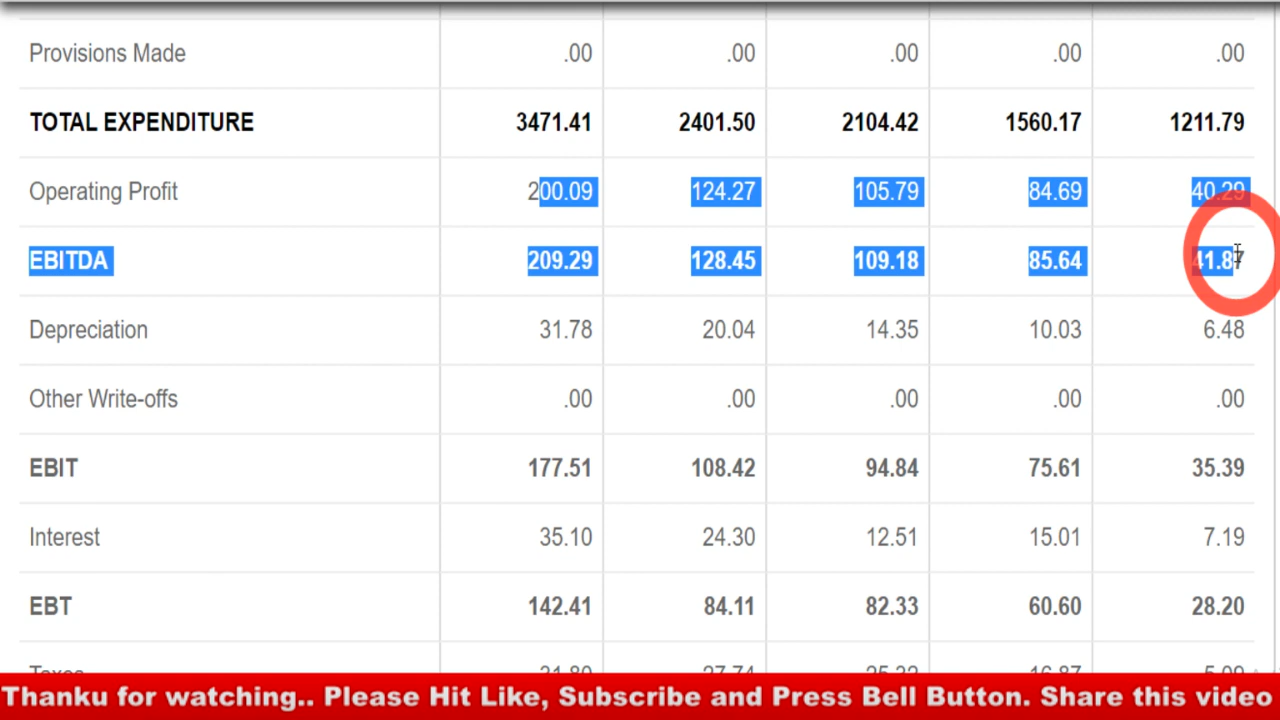 Provisions Made .00 .00 .00 .00 .00
TOTAL EXPENDITURE 3471.41 2401.50 2104.42 1560.17 1211.79
Operating Profit 200.09 124.27 105.79 84.69 40.29
EBITDA 209.29 128.45 109.18 85.64 41.87
Depreciation 31.78 20.04 14.35 10.03 6.48
Other Write-offs .00 .00 .00 .00 .00
EBIT 177.51 108.42 94.84 75.61 35.39
Interest 35.10 24.30 12.51 15.01 7.19
EBT 142.41 84.11 82.33 60.60 28.20
Thanku for watching.. Please Hit Like, Subscribe and Press Bell Button. Share this video